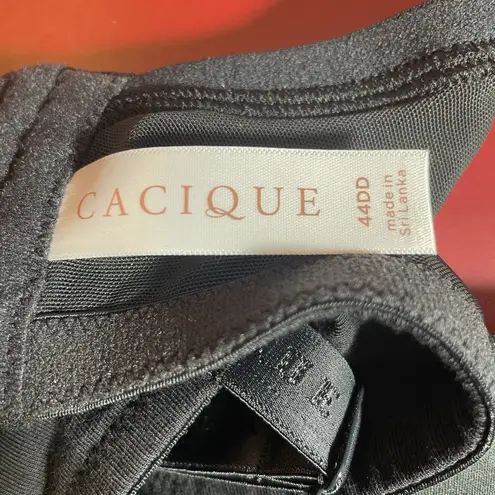 CACIQUE
44DD
made in
Sri Lanka